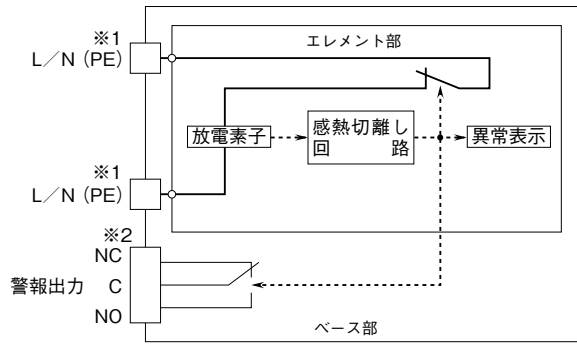 ※1
L／N（PE）
エレメント部
放電素子
感熱切離し
回路
異常表示
※1
L／N（PE）
※2
NC
警報出力 C
NO
ベース部